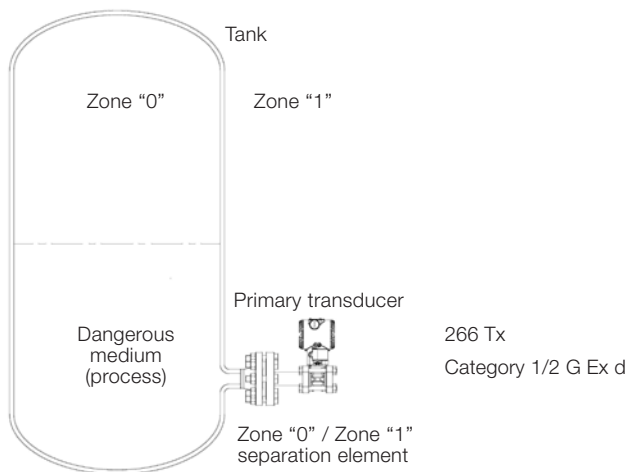 Tank
Zone “0”
Zone “1”
Primary transducer
Dangerous
medium
(process)
266 Tx
Category 1/2 G Ex d
Zone “0” / Zone “1”
separation element